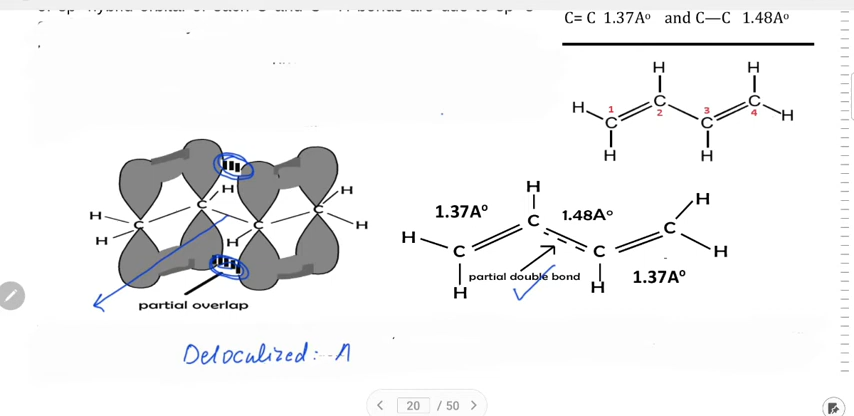 C= C 1.37A° and C—C 1.48A°
H H
H 1 C 2 C 3 C 4 C H
H H
H H
H C C C C H
H H
partial overlap
H H
1.37A° C 1.48A° C
H C C H
H partial double bond H 1.37A°
Delocalized:- A
20 / 50